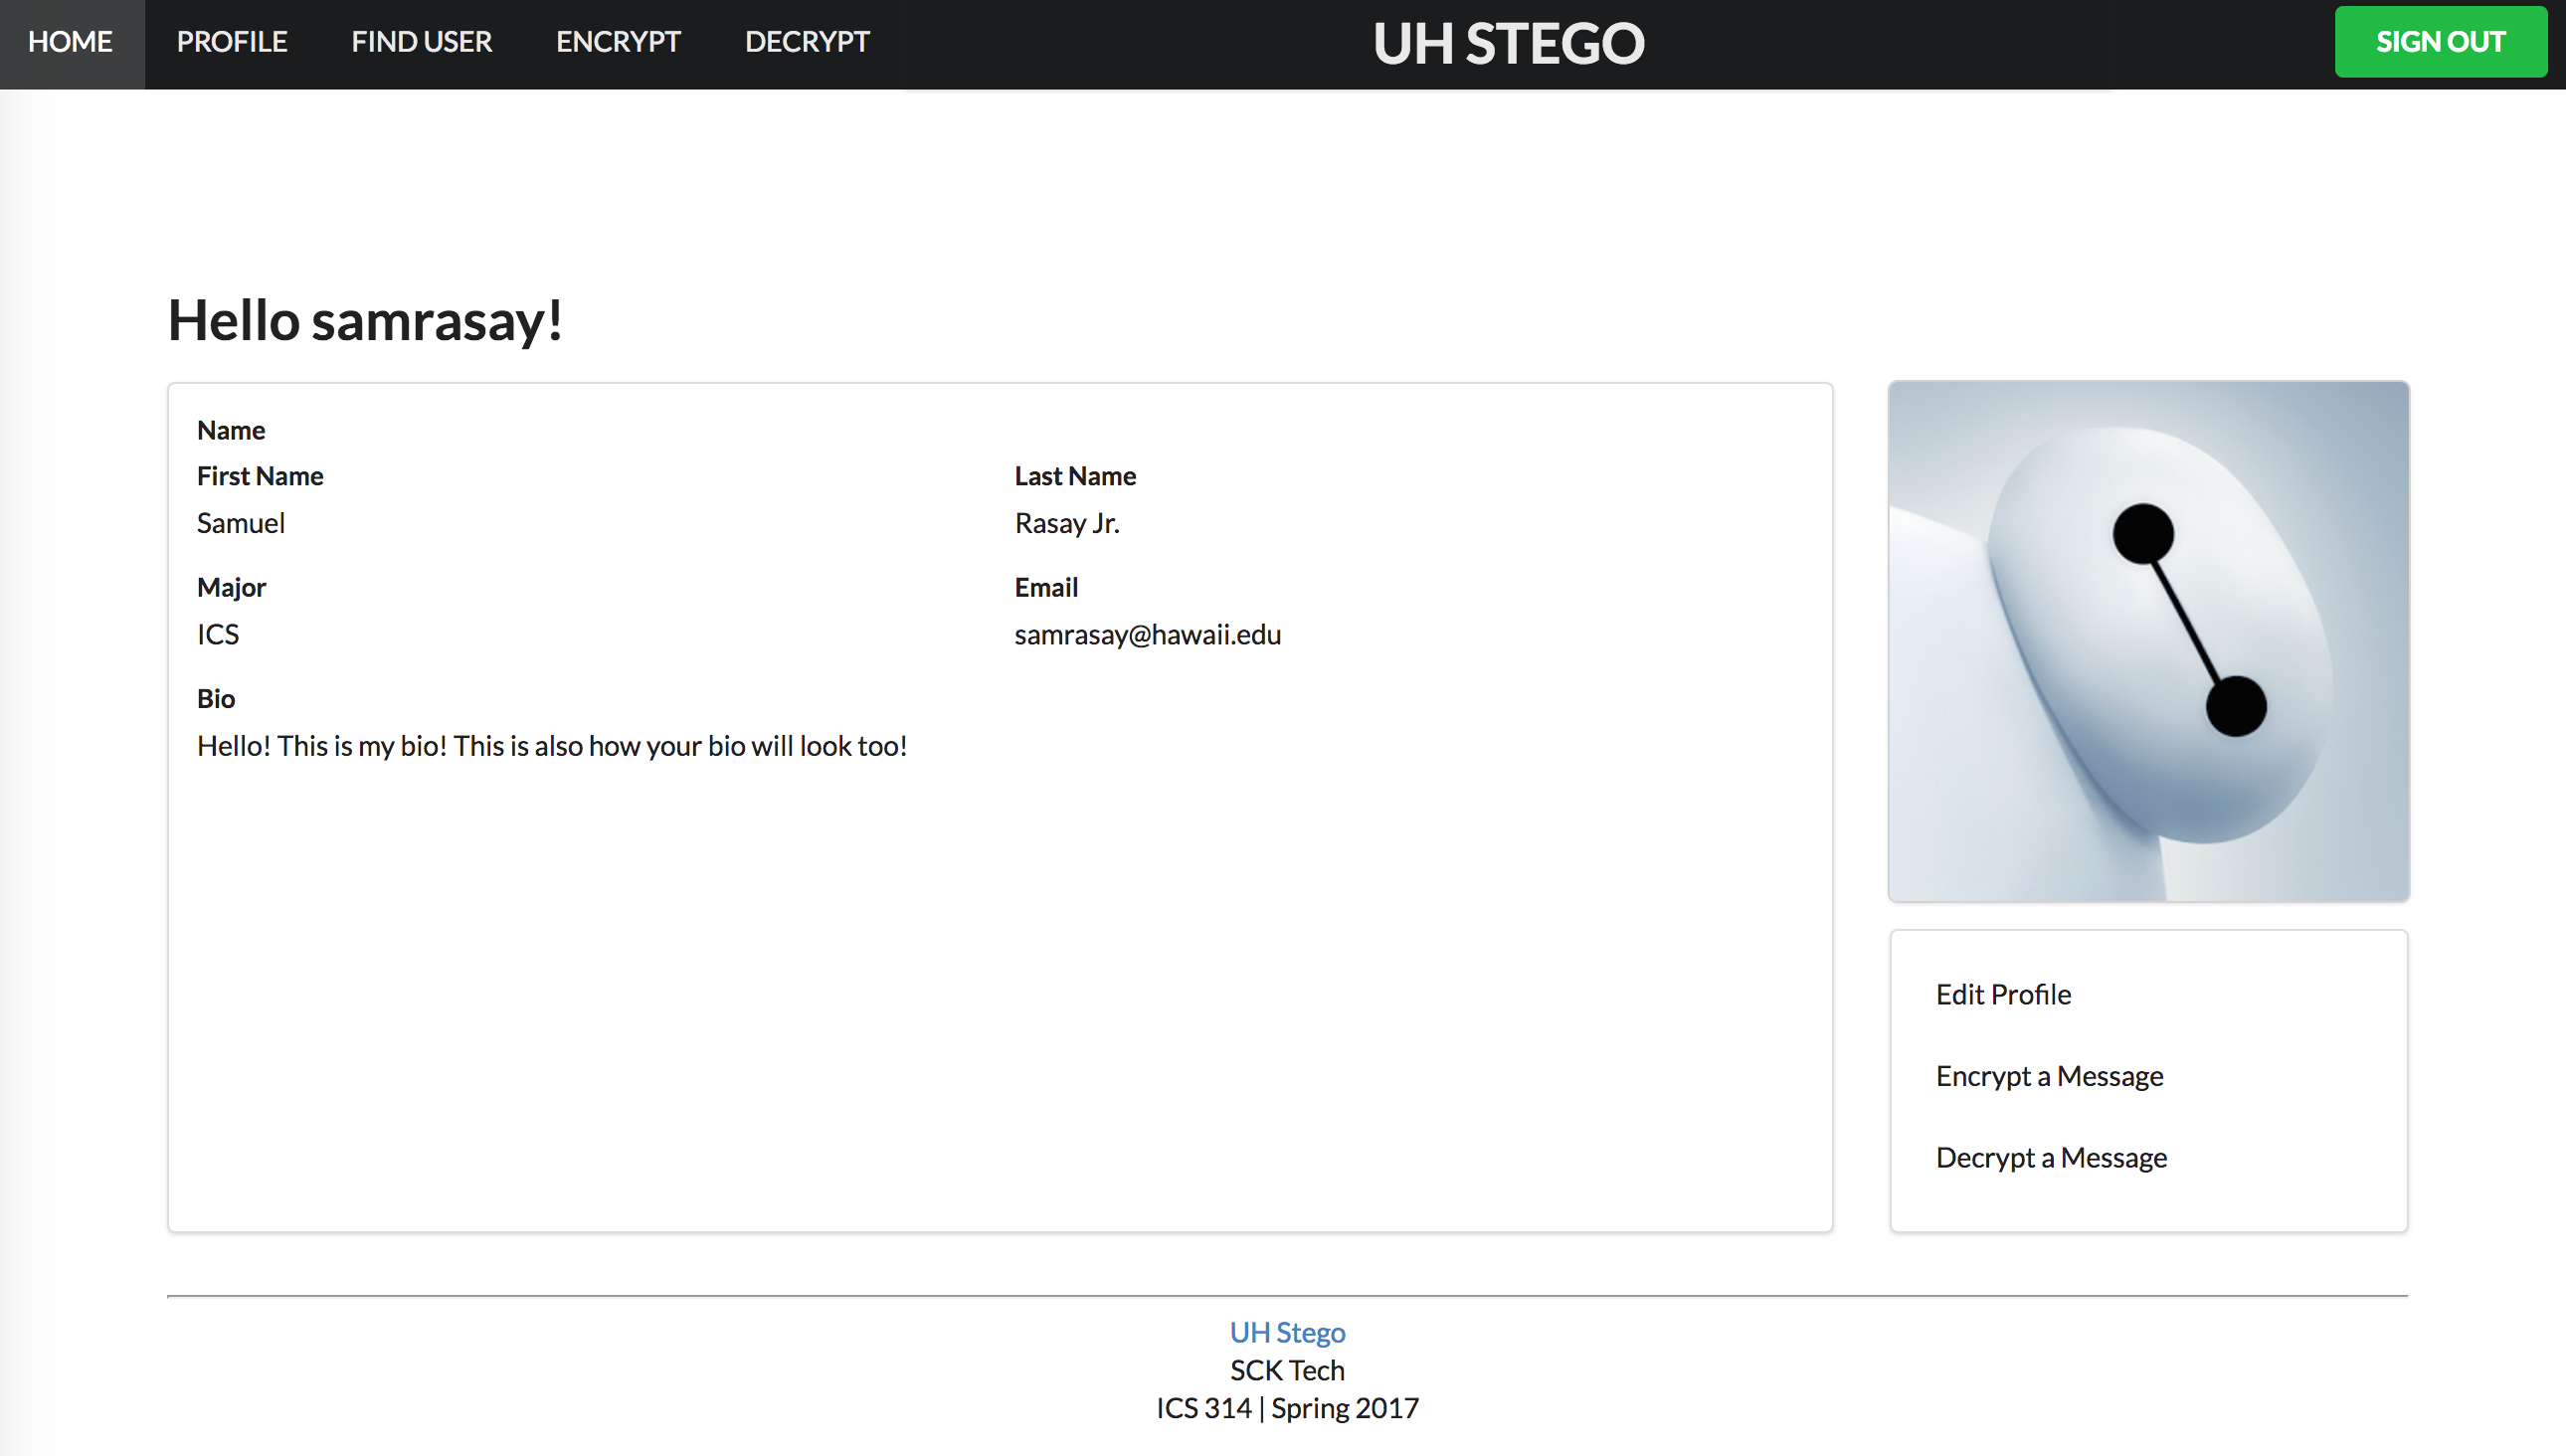 HOME PROFILE FIND USER ENCRYPT DECRYPT UH STEGO SIGN OUT
Hello samrasay!
Name
First Name Last Name
Samuel Rasay Jr.
Major Email
ICS samrasay@hawaii.edu
Bio
Hello! This is my bio! This is also how your bio will look too!
Edit Profile
Encrypt a Message
Decrypt a Message
UH Stego
SCK Tech
ICS 314 | Spring 2017